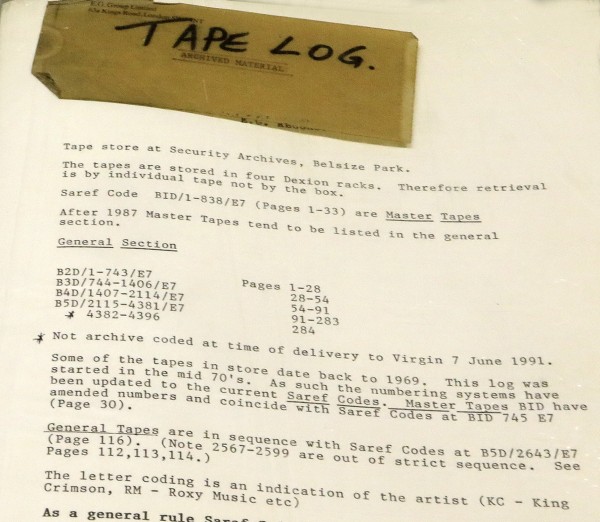 E.G. Group Limited
63a Kings Road, London
TAPE LOG.
ARCHIVED MATERIAL
Tape store at Security Archives, Belsize Park.
The tapes are stored in four Dexion racks. Therefore retrieval
is by individual tape not by the box.
Saref Code BID/1-838/E7 (Pages 1-33) are Master Tapes
After 1987 Master Tapes tend to be listed in the general
section.
General Section
B2D/1-743/E7 Pages 1-28
B3D/744-1406/E7 28-54
B4D/1407-2114/E7 54-91
B5D/2115-4381/E7 91-283
* 4382-4396 284
* Not archive coded at time of delivery to Virgin 7 June 1991.
Some of the tapes in store date back to 1969. This log was
started in the mid 70's. As such the numbering systems have
been updated to the current Saref Codes. Master Tapes BID have
amended numbers and coincide with Saref Codes at BID 745 E7
(Page 30).
General Tapes are in sequence with Saref Codes at B5D/2643/E7
(Page 116). (Note 2567-2599 are out of strict sequence. See
Pages 112,113,114.)
The letter coding is an indication of the artist (KC - King
Crimson, RM - Roxy Music etc)
As a general rule Saref